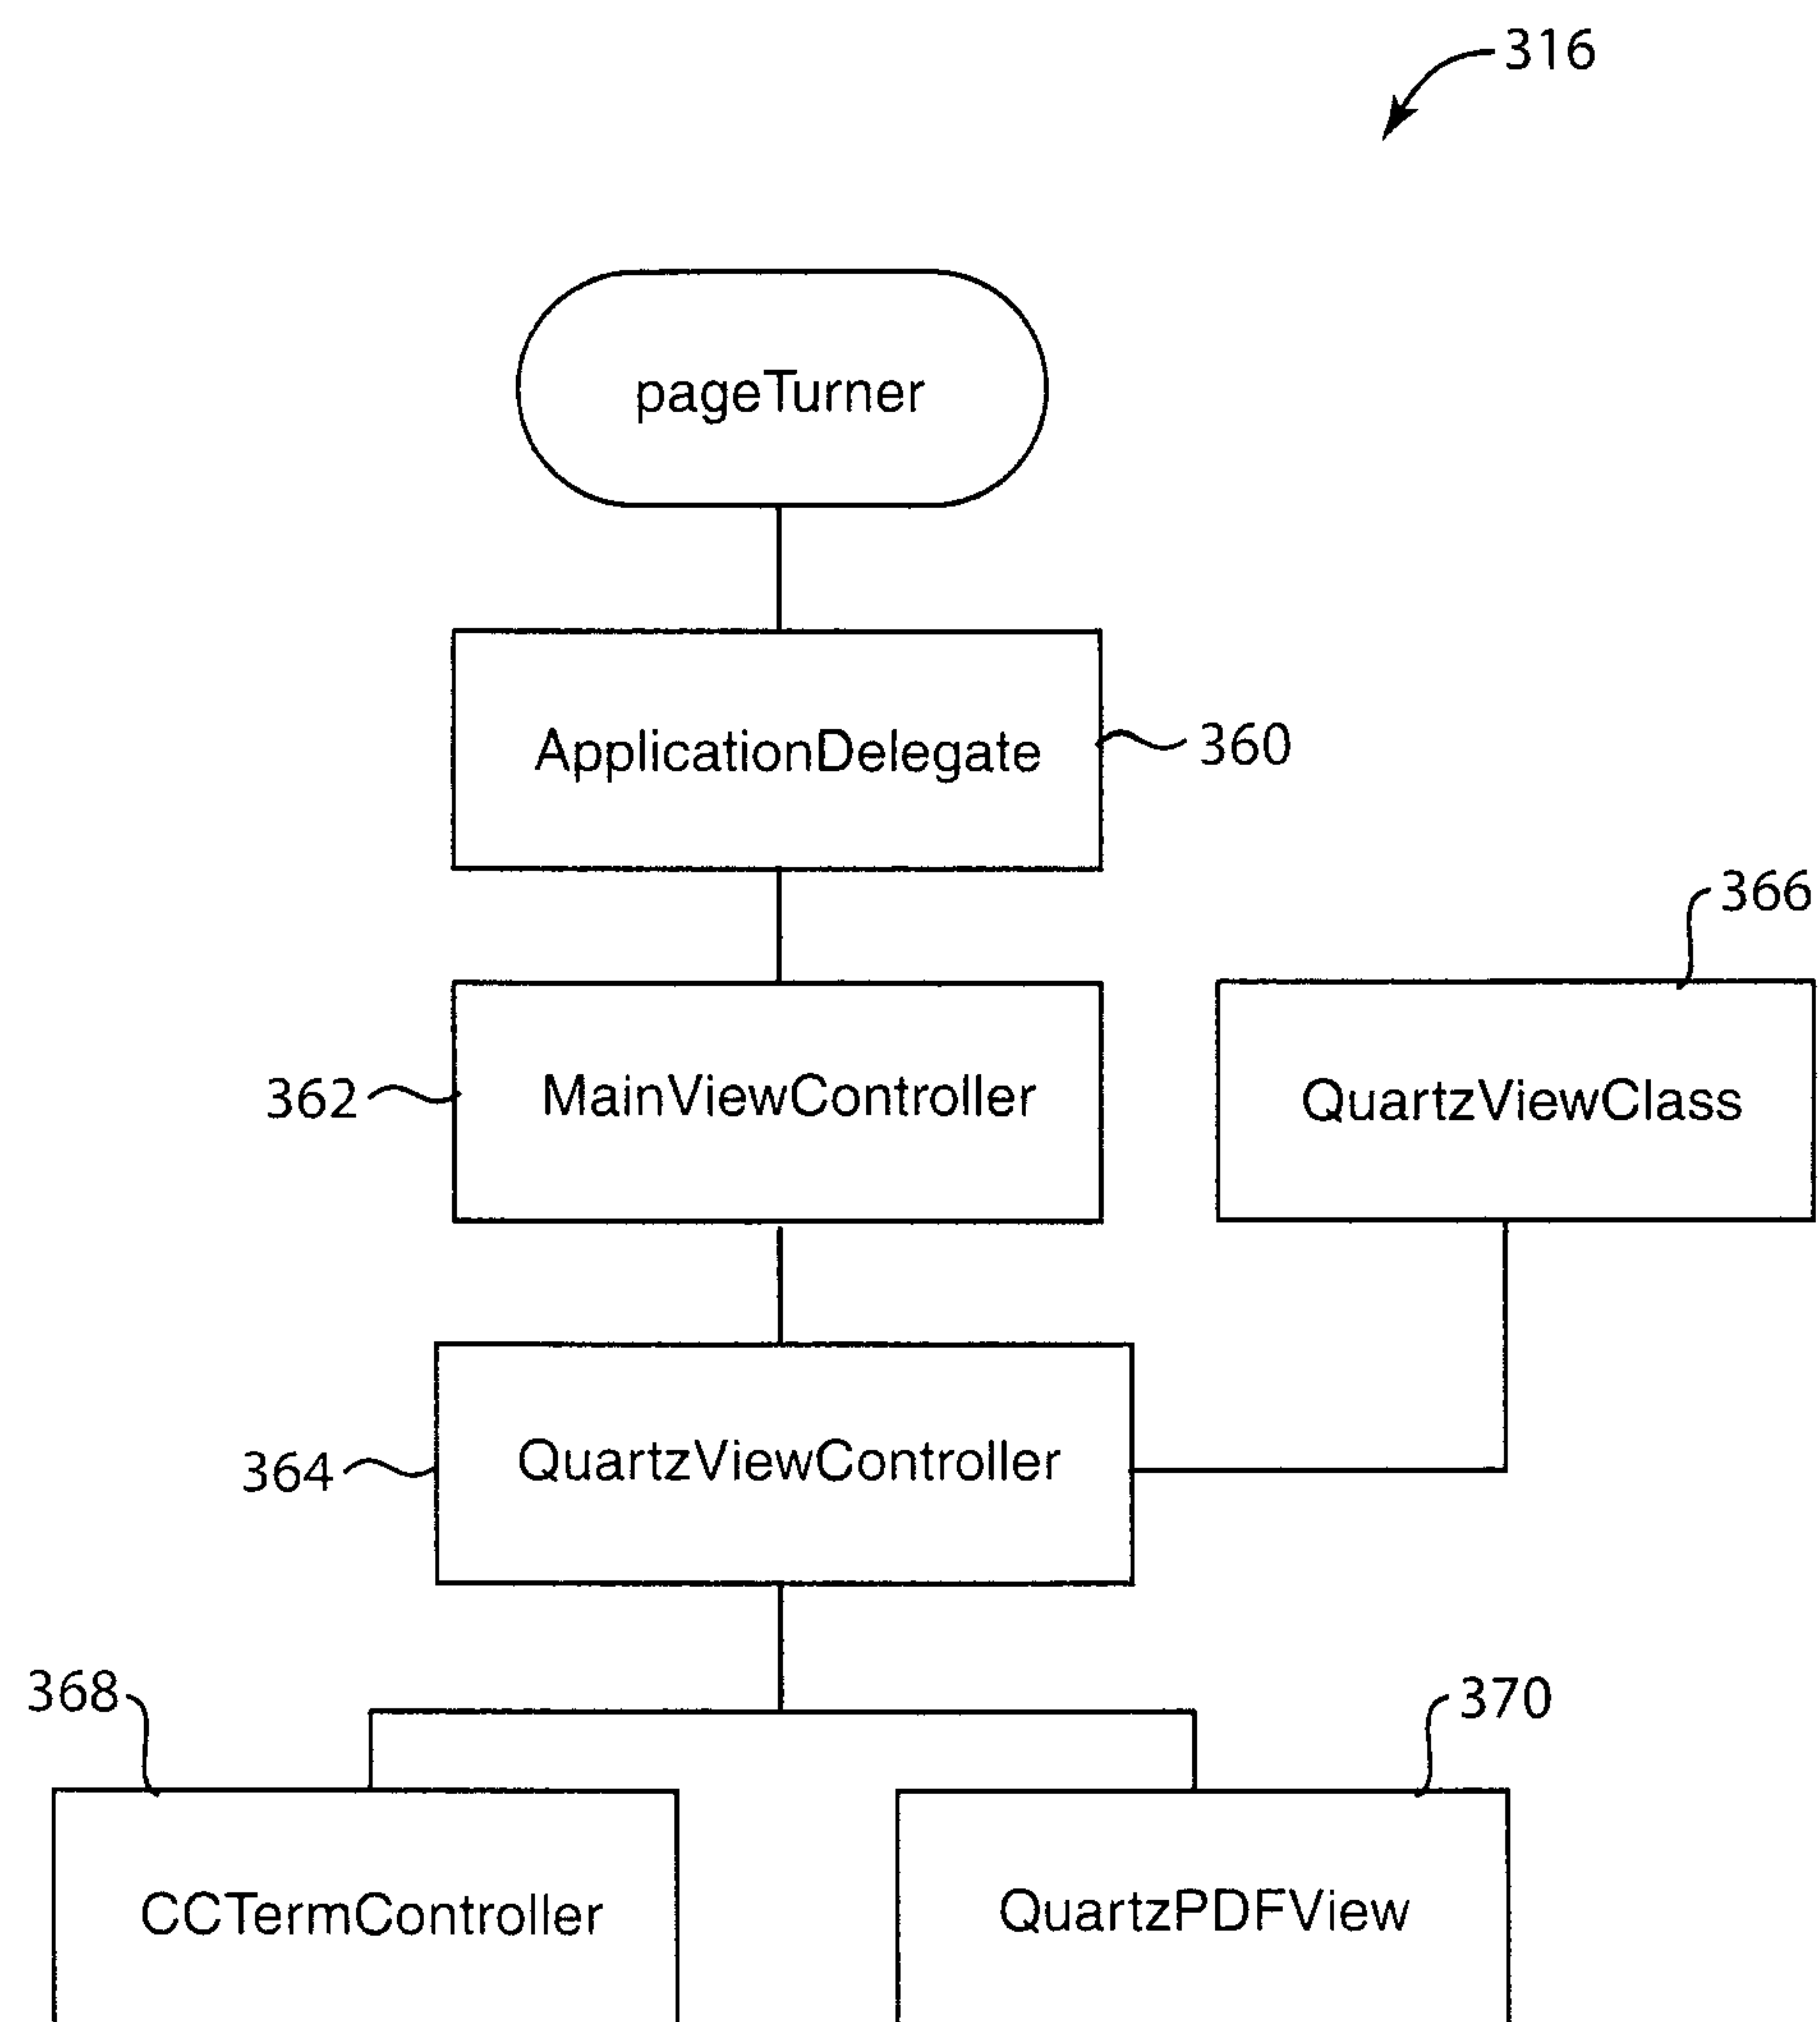 316
pageTurner
ApplicationDelegate
360
366
362
MainViewController
QuartzViewClass
364
QuartzViewController
368
370
CCTermController
QuartzPDFView